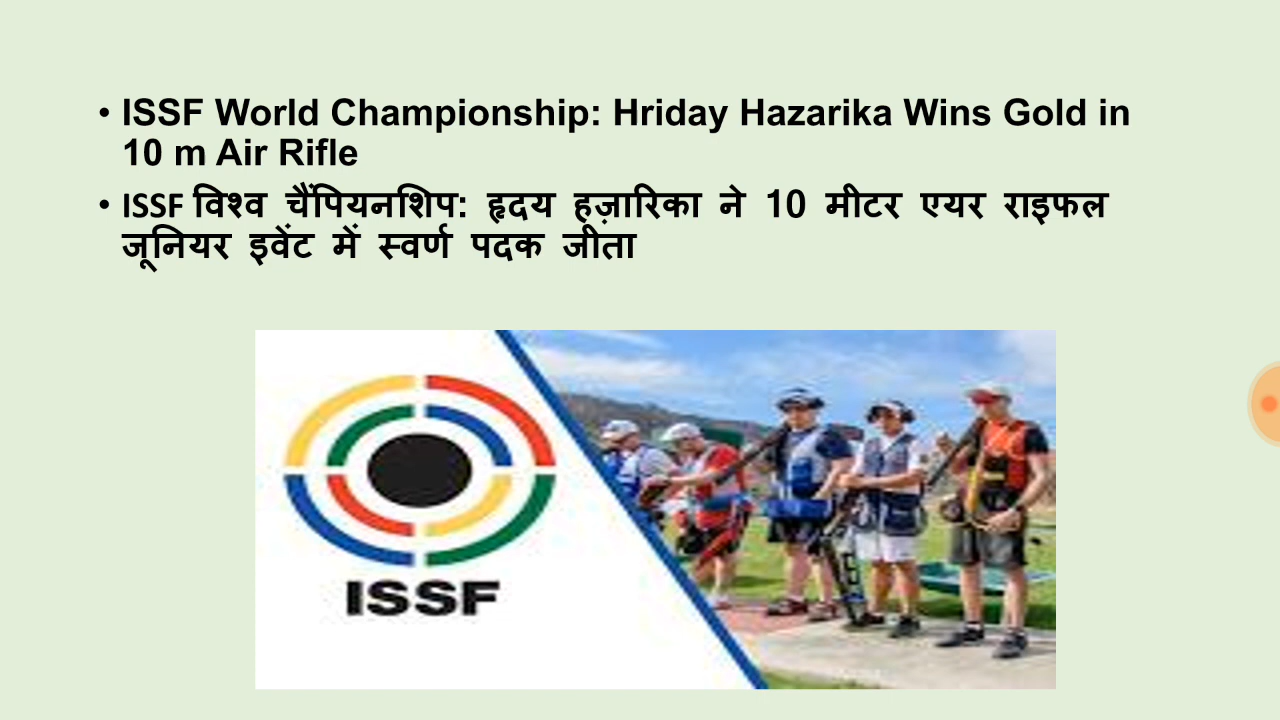 • ISSF World Championship: Hriday Hazarika Wins Gold in
10 m Air Rifle
• ISSF विश्व चैंपियनशिप: हृदय हज़ारिका ने 10 मीटर एयर राइफल
जूनियर इवेंट में स्वर्ण पदक जीता
ISSF